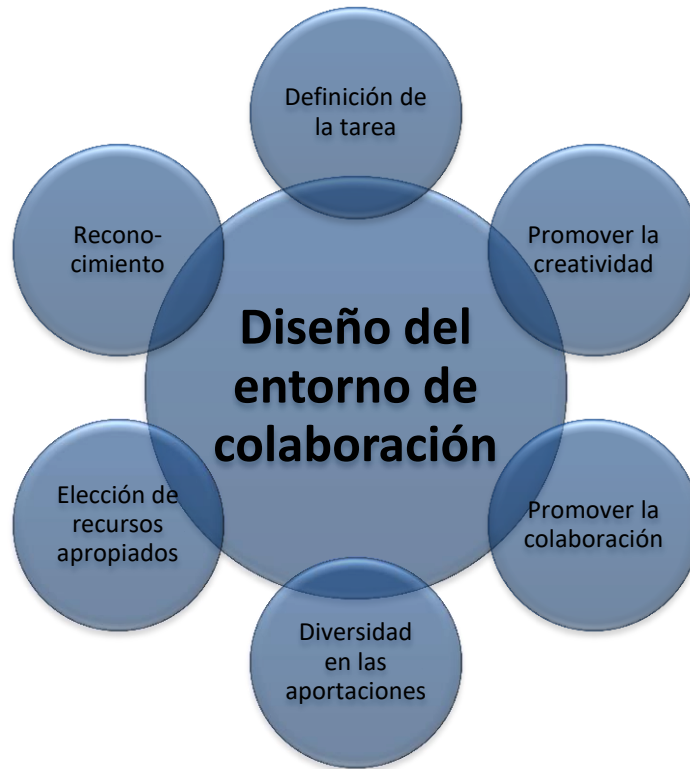 Definición de
la tarea
Promover la
creatividad
Promover la
colaboración
Diversidad
en las
aportaciones
Elección de
recursos
apropiados
Recono-
cimiento
Diseño del
entorno de
colaboración